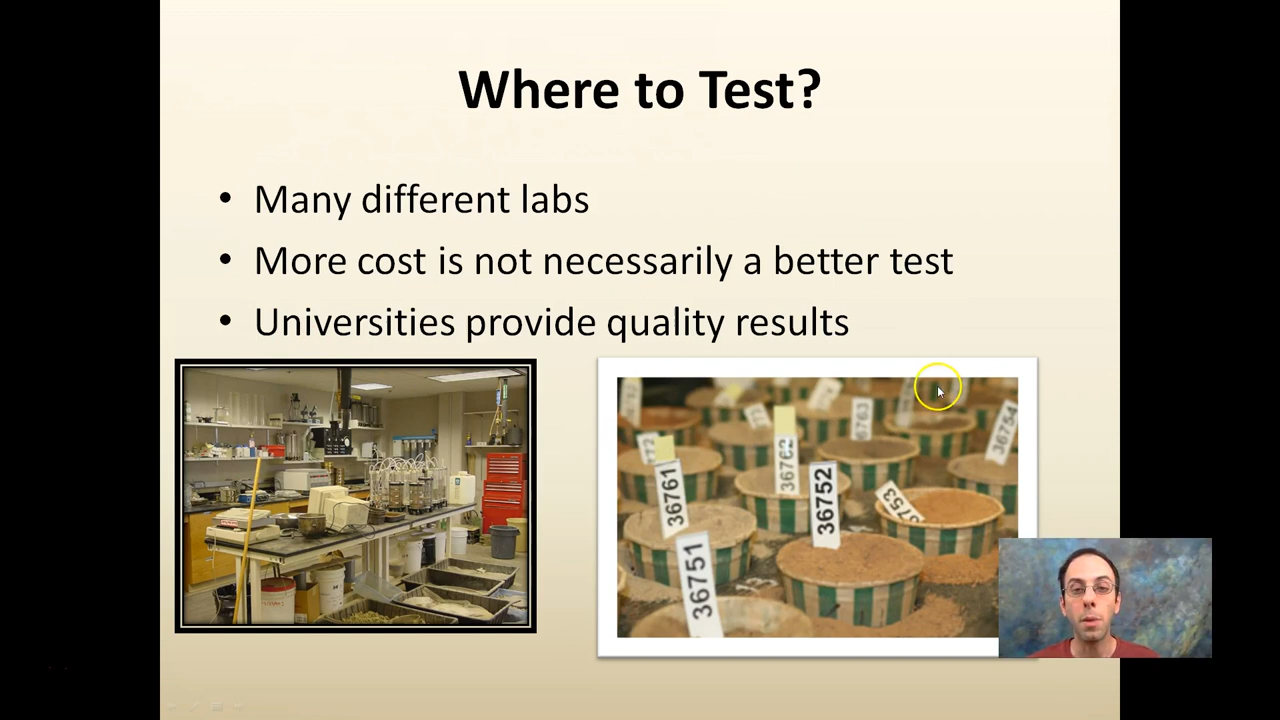 Where to Test?
• Many different labs
• More cost is not necessarily a better test
• Universities provide quality results
36761
36762
36752
36751
36754